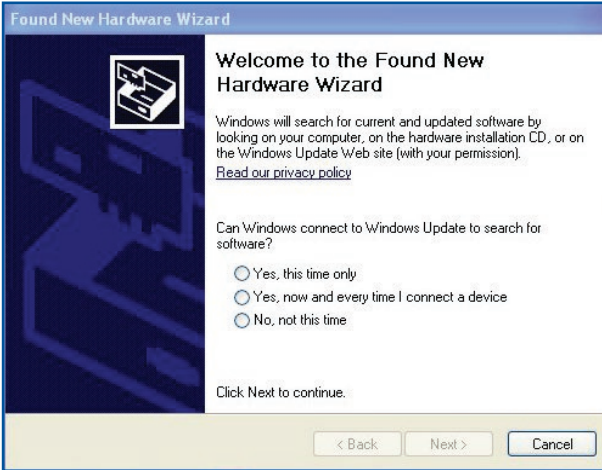 Found New Hardware Wizard
Welcome to the Found New
Hardware Wizard
Windows will search for current and updated software by
looking on your computer, on the hardware installation CD, or on
the Windows Update Web site (with your permission).
Read our privacy policy
Can Windows connect to Windows Update to search for
software?
Yes, this time only
Yes, now and every time I connect a device
No, not this time
Click Next to continue.
< Back
Next >
Cancel